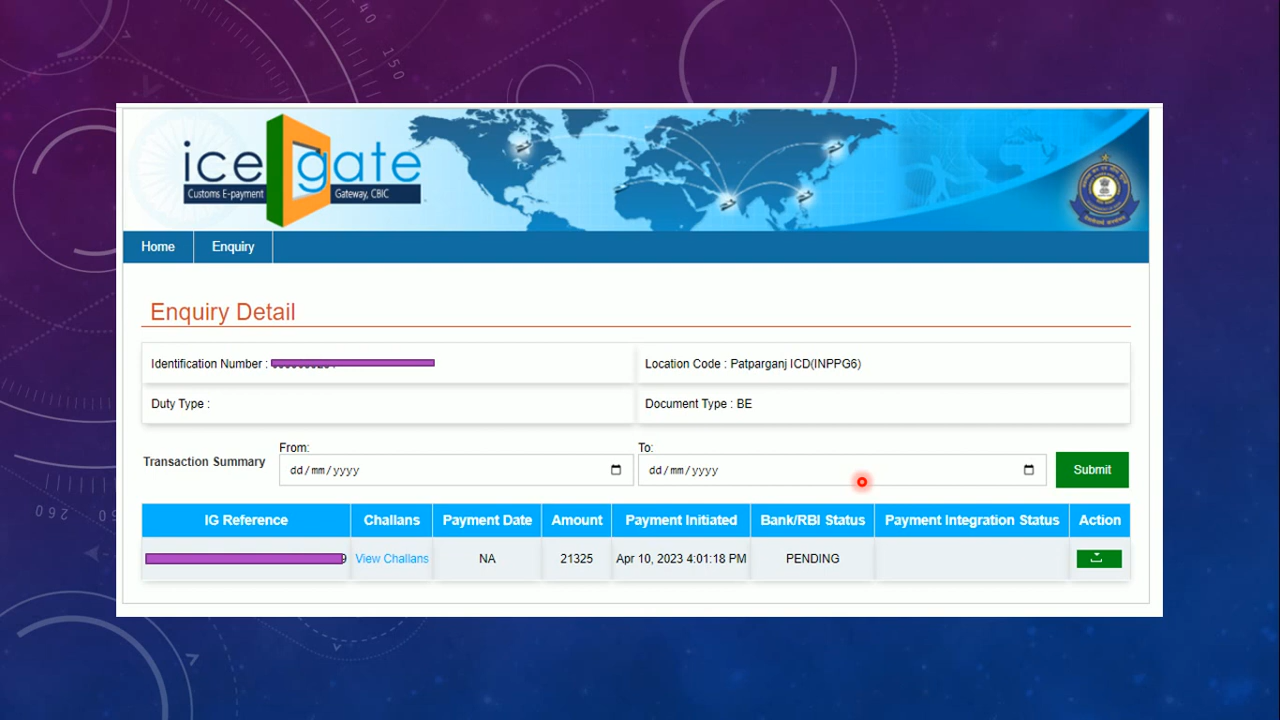 150
40
ice gate
Customs E-payment Gateway, CBIC
Home Enquiry
Enquiry Detail
Identification Number : Location Code : Patparganj ICD(INPPG6)
Duty Type : Document Type : BE
From: To:
Transaction Summary dd/mm/yyyy dd/mm/yyyy Submit
IG Reference Challans Payment Date Amount Payment Initiated Bank/RBI Status Payment Integration Status Action
View Challans NA 21325 Apr 10, 2023 4:01:18 PM PENDING
260